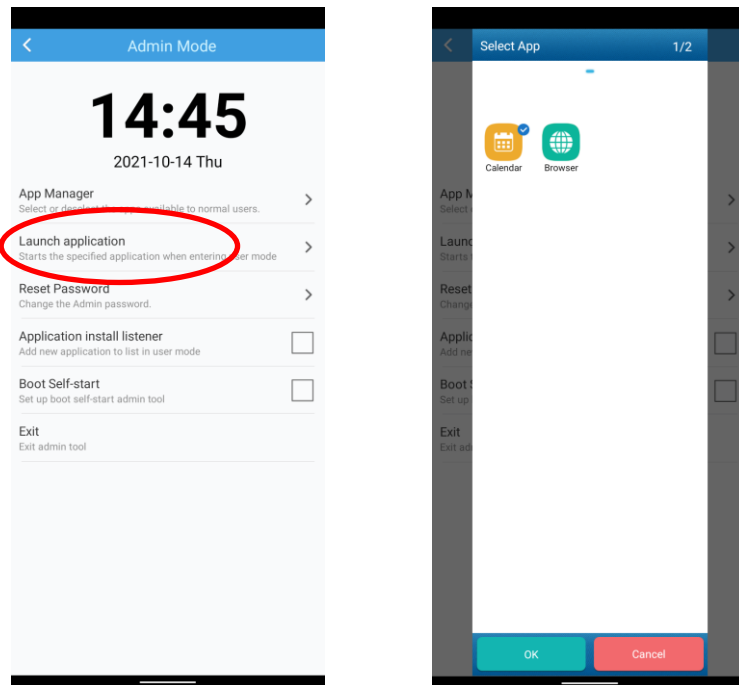 Admin Mode
14:45
2021-10-14 Thu
App Manager
Select or deselect the apps available to normal users.
Launch application
Starts the specified application when entering user mode
Reset Password
Change the Admin password.
Application install listener
Add new application to list in user mode
Boot Self-start
Set up boot self-start admin tool
Exit
Exit admin tool
Select App 1/2
Calendar Browser
App M
Select
Launc
Starts
Reset
Change
Applic
Add ne
Boot
Set up
Exit
Exit ad
OK Cancel